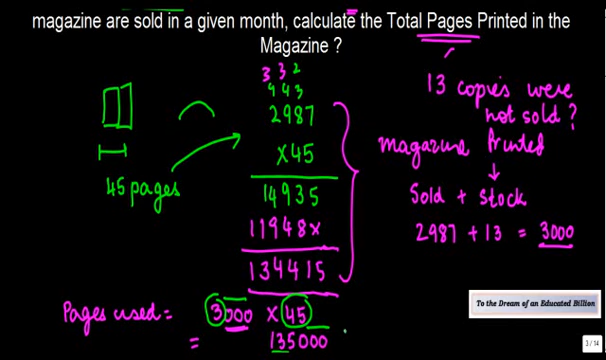 magazine are sold in a given month, calculate the Total Pages Printed in the
Magazine ?
3 3 2
4 4 3
2987
x45
14935
11948x
134415
45 pages
13 copies were
not sold ?
magazine Printed
↓
Sold + Stock
2987 + 13 = 3000
Pages used = 3000 x 45
= 135000
To the Dream of an Educated Billion
3 / 14